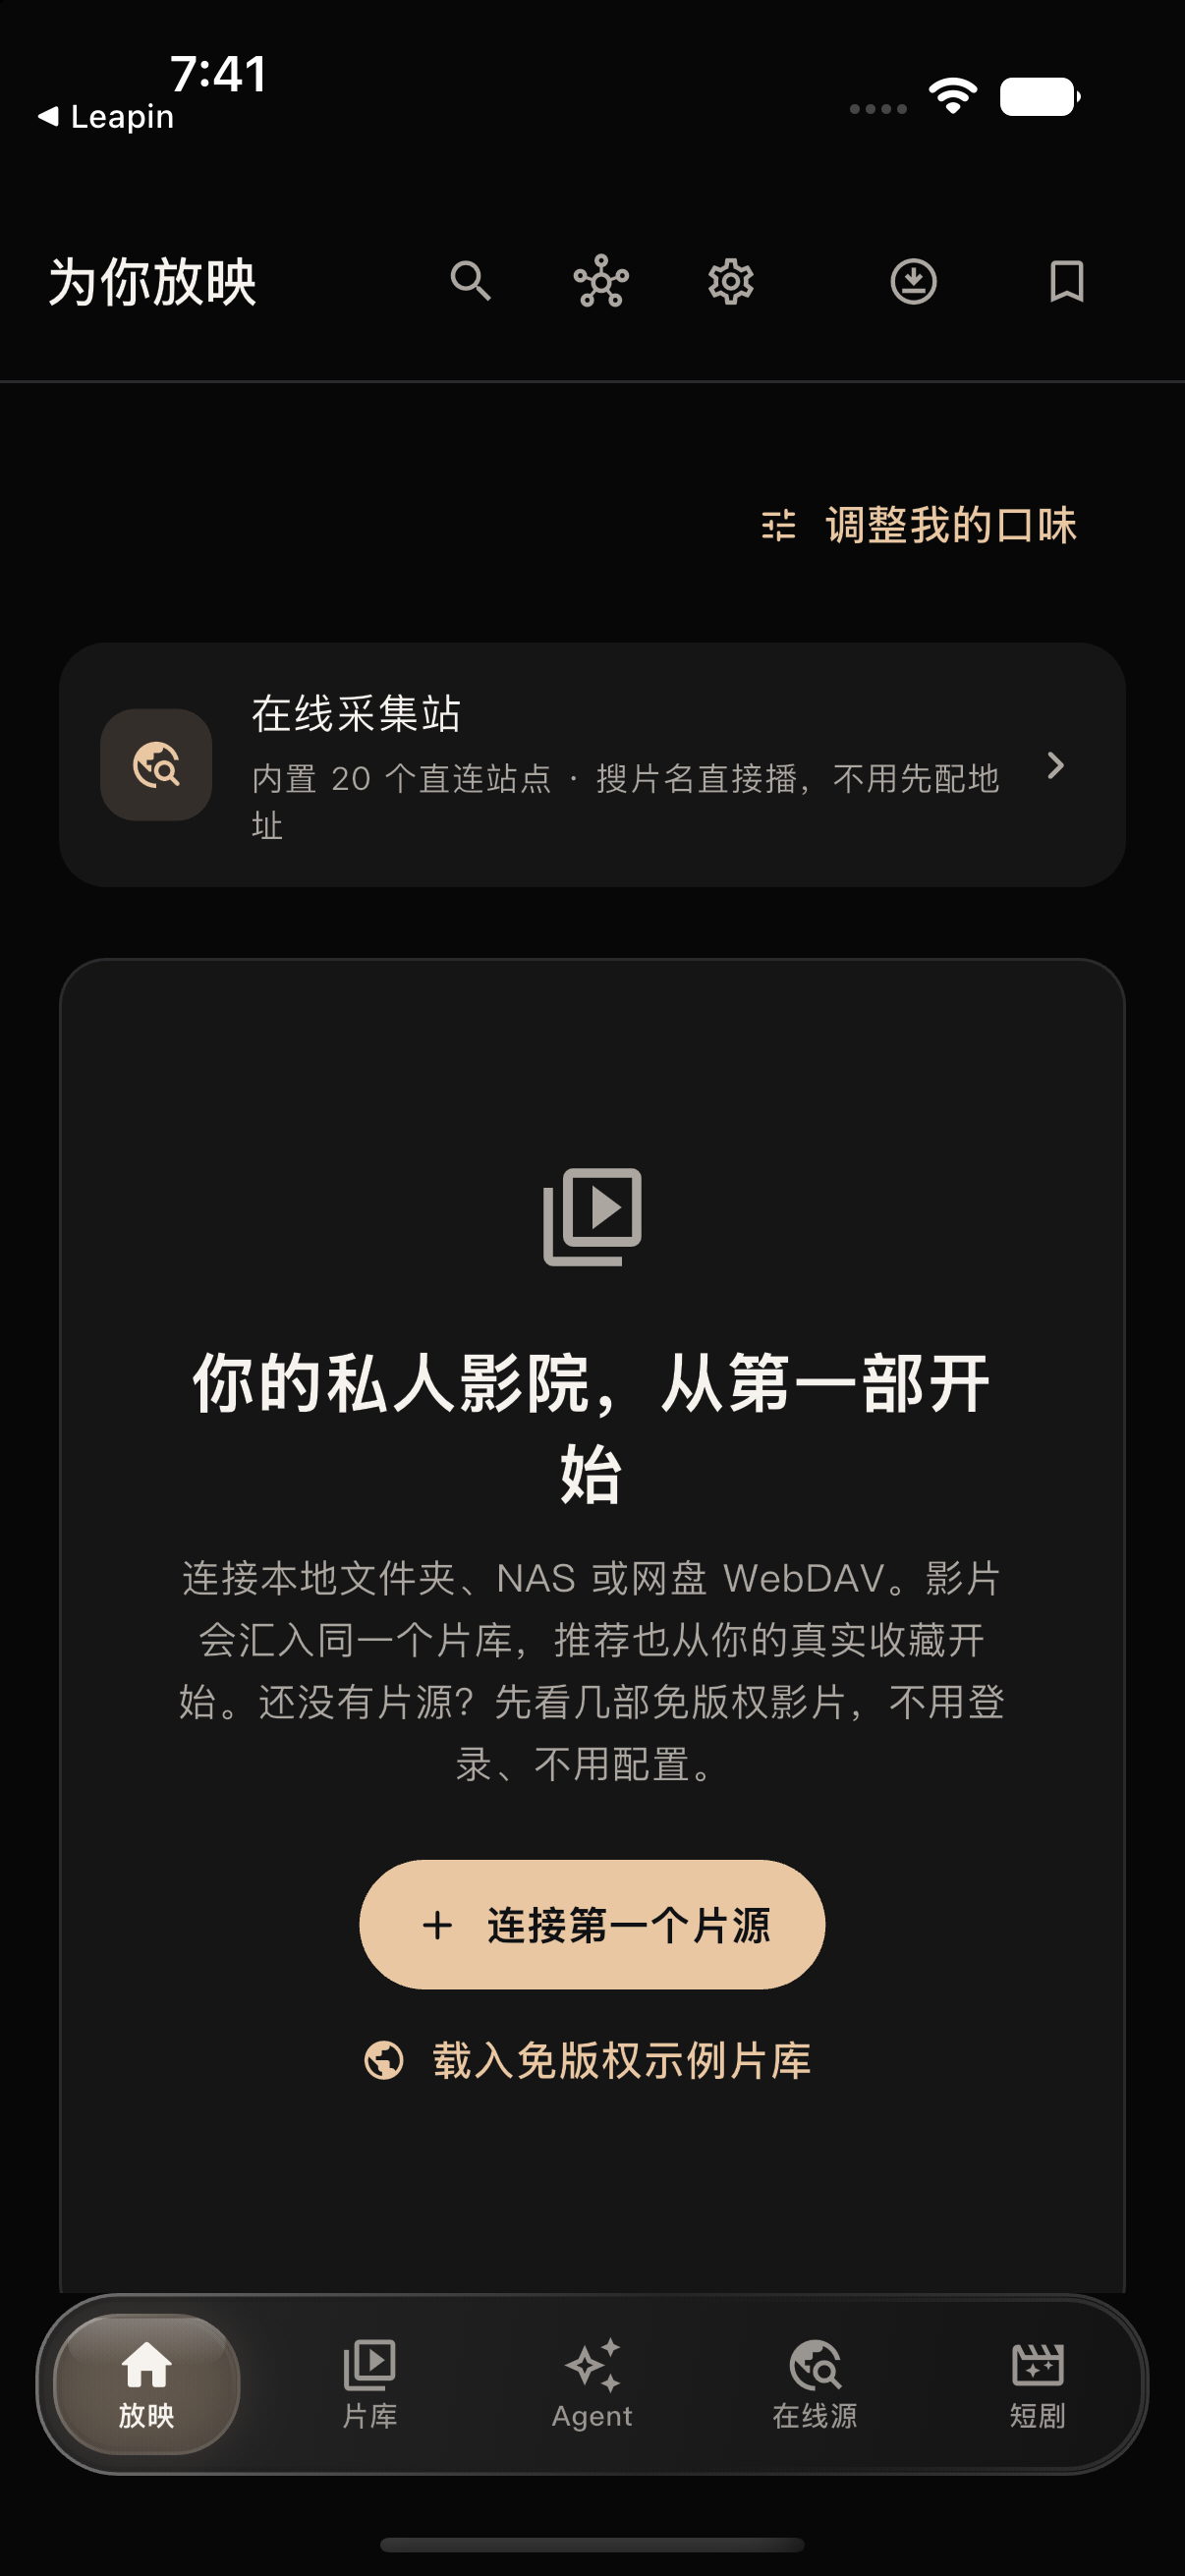 7:41
Leapin
为你放映
调整我的口味
在线采集站
内置 20 个直连站点 · 搜片名直接播，不用先配地
址
你的私人影院，从第一部开
始
连接本地文件夹、NAS 或网盘 WebDAV。影片
会汇入同一个片库，推荐也从你的真实收藏开
始。还没有片源？先看几部免版权影片，不用登
录、不用配置。
连接第一个片源
载入免版权示例片库
放映
片库
Agent
在线源
短剧